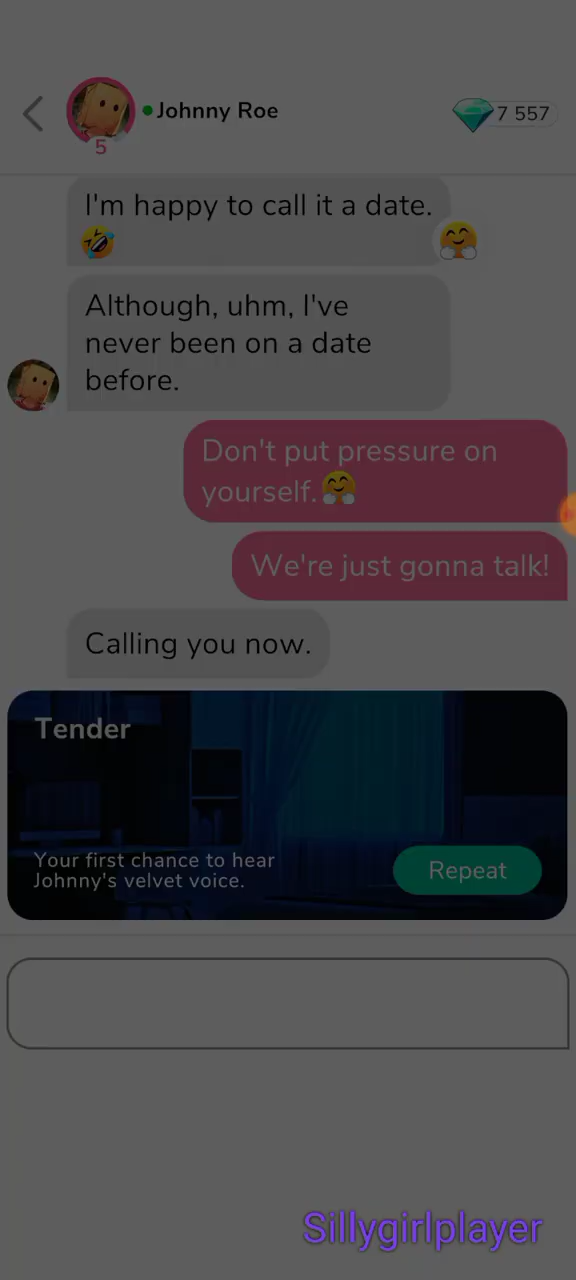 Johnny Roe
7 557
5
I'm happy to call it a date.
🤣
🤗
Although, uhm, I've
never been on a date
before.
Don't put pressure on
yourself.🤗
We're just gonna talk!
Calling you now.
Tender
Your first chance to hear
Johnny's velvet voice.
Repeat
Sillygirlplayer